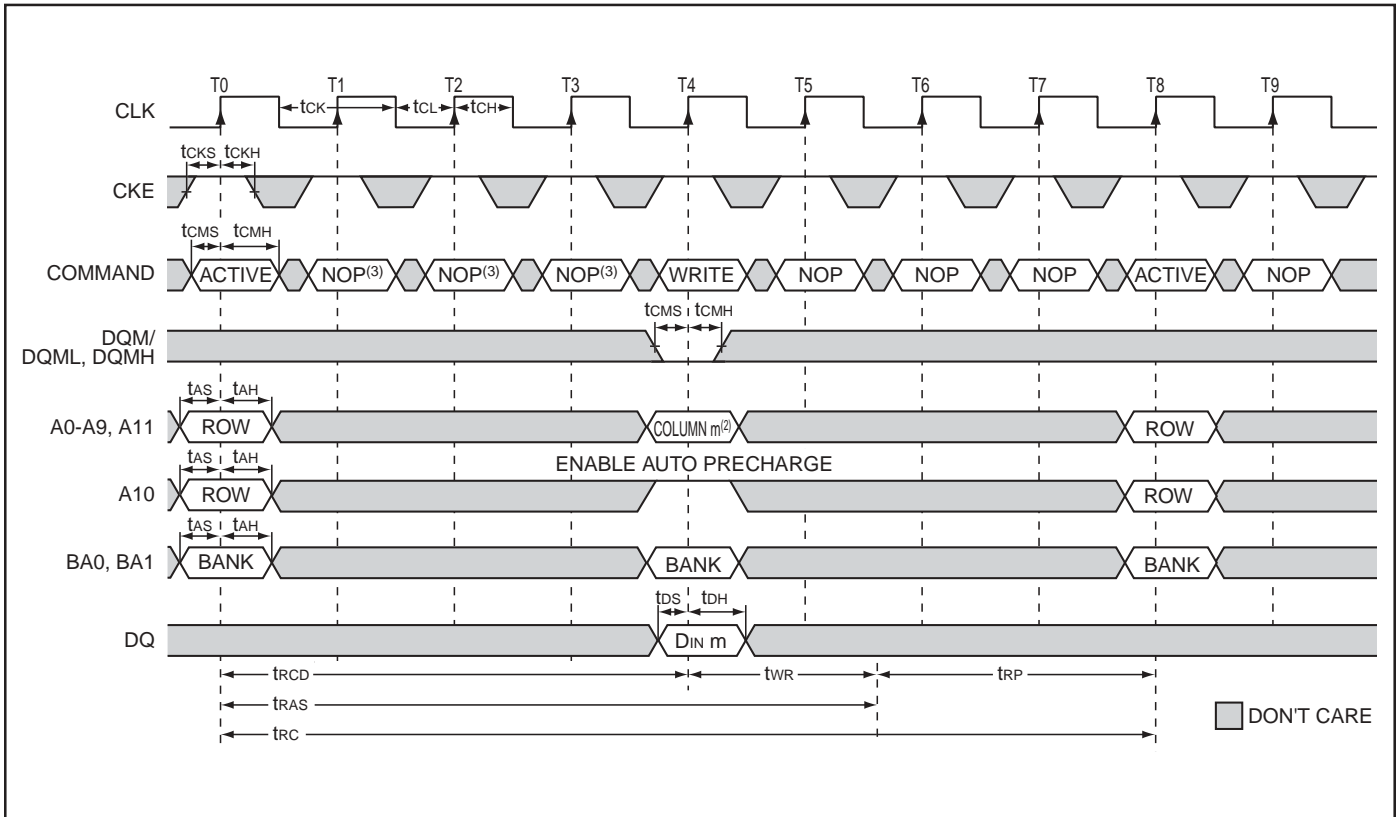 T0 T1 T2 T3 T4 T5 T6 T7 T8 T9
CLK tCK tCL tCH
tCKS tCKH
CKE
tCMS tCMH
COMMAND ACTIVE NOP(3) NOP(3) NOP(3) WRITE NOP NOP NOP ACTIVE NOP
tCMS tCMH
DQM/
DQML, DQMH
tAS tAH
A0-A9, A11 ROW COLUMN m(2) ROW
tAS tAH ENABLE AUTO PRECHARGE
A10 ROW ROW
tAS tAH
BA0, BA1 BANK BANK BANK
tDS tDH
DQ DIN m
tRCD tWR tRP
tRAS
DON'T CARE
tRC